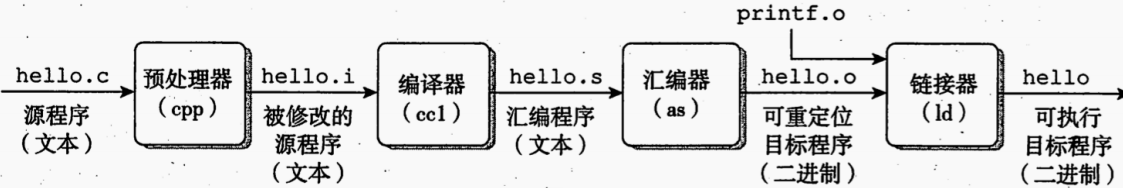 printf.o
hello.c
源程序
（文本）
预处理器
（cpp）
hello.i
被修改的
源程序
（文本）
编译器
（cc1）
hello.s
汇编程序
（文本）
汇编器
（as）
hello.o
可重定位
目标程序
（二进制）
链接器
（ld）
hello
可执行
目标程序
（二进制）